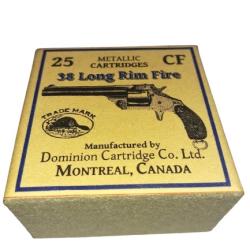 25 METALLIC CARTRIDGES CF
38 Long Rim Fire
TRADE MARK
Manufactured by
Dominion Cartridge Co. Ltd.
MONTREAL, CANADA